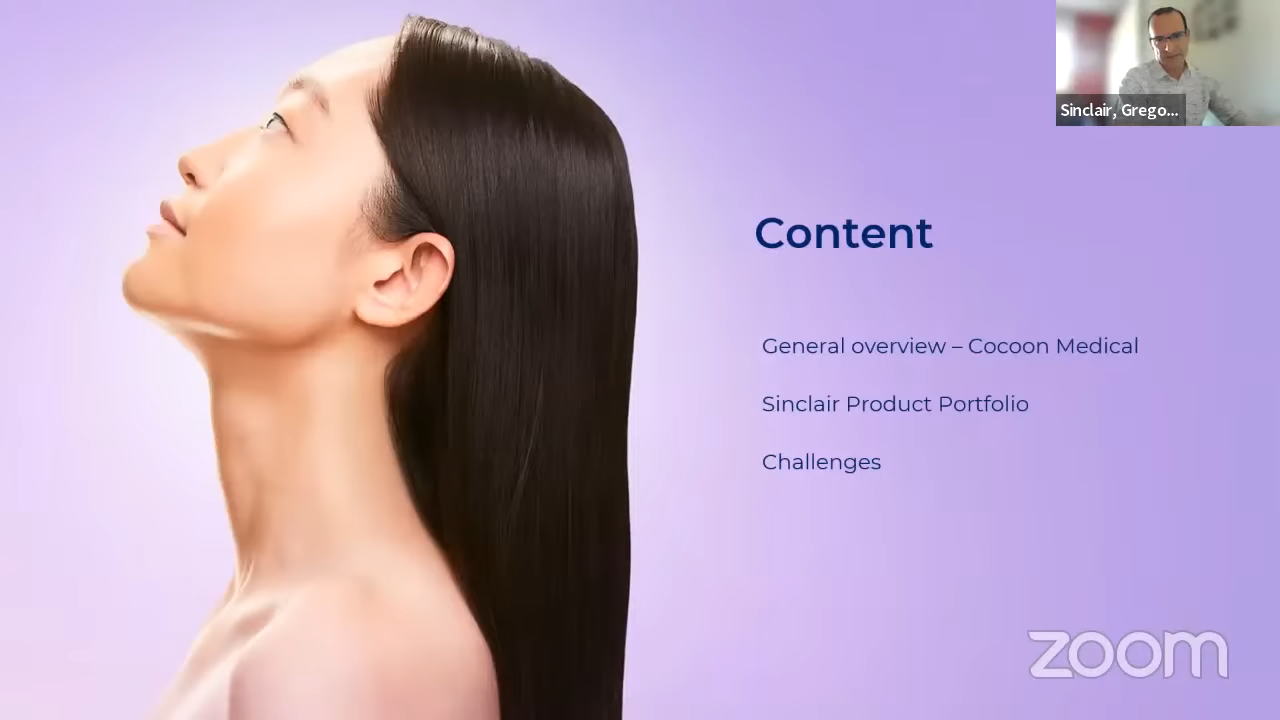 Sinclair, Grego...
Content
General overview – Cocoon Medical
Sinclair Product Portfolio
Challenges
zoom